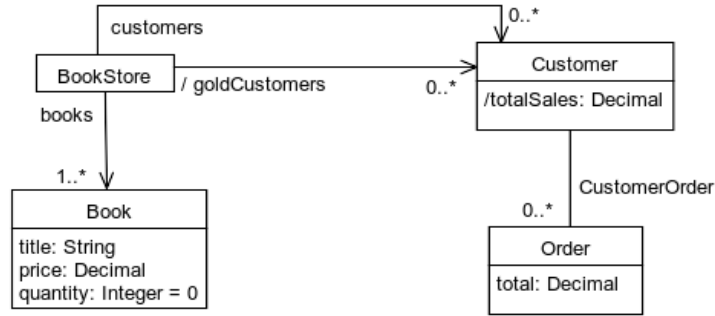 customers
0..*
BookStore
/ goldCustomers
0..*
Customer
/totalSales: Decimal
books
1..*
Book
title: String
price: Decimal
quantity: Integer = 0
CustomerOrder
0..*
Order
total: Decimal